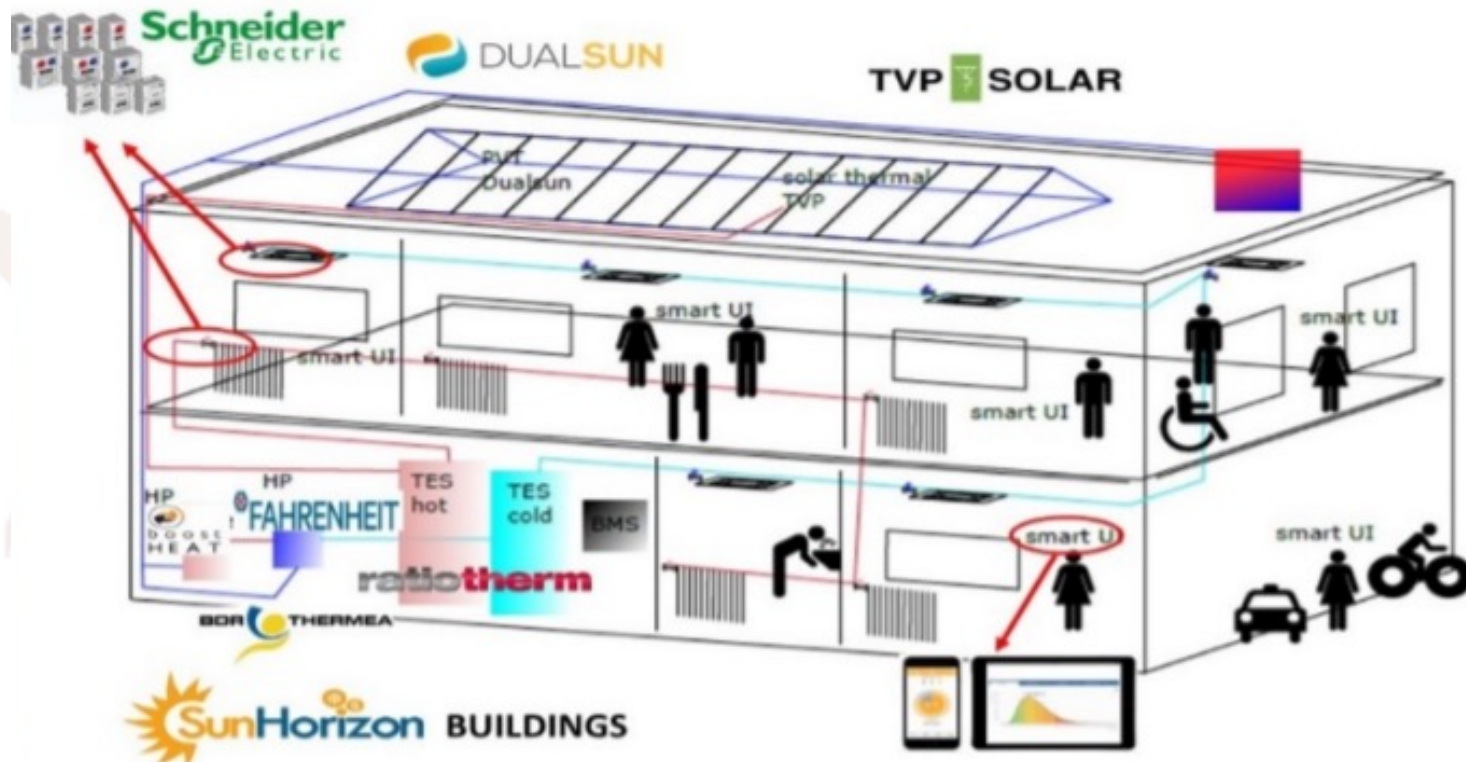 Schneider
Electric
DUALSUN
TVP SOLAR
PVT
Dualsun
solar thermal
TVP
smart UI
smart UI
smart UI
smart UI
HP
boost
HEAT
HP
FAHRENHEIT
TES
hot
TES
cold
BMS
ratiotherm
smart U
smart UI
BDR THERMEA
SunHorizon BUILDINGS